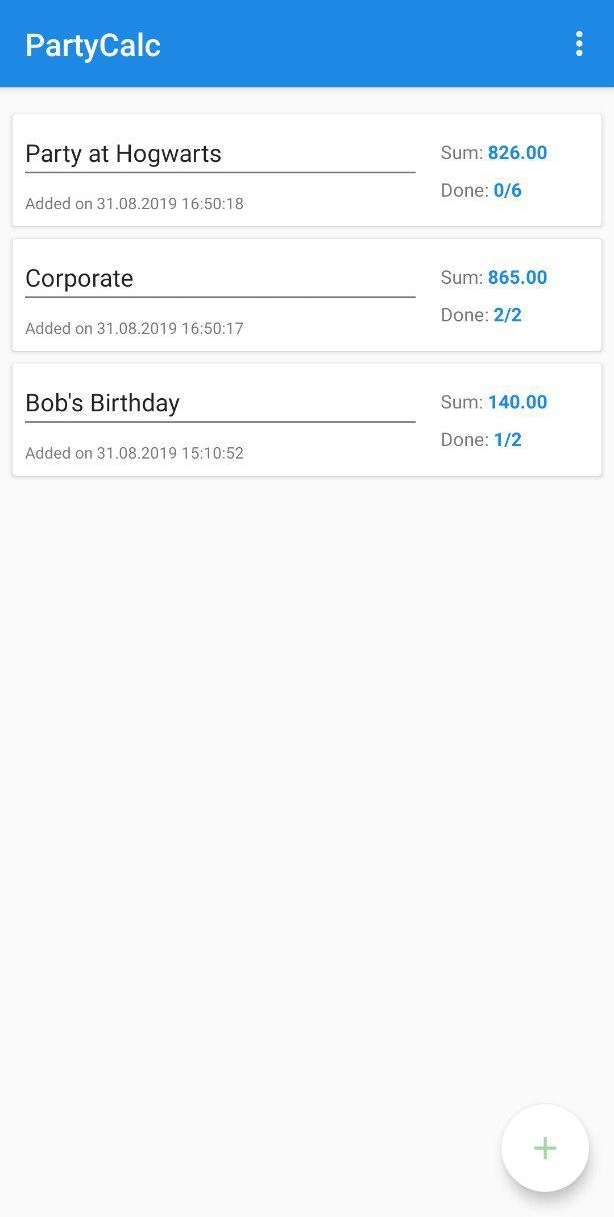 PartyCalc
Party at Hogwarts
Sum: 826.00
Done: 0/6
Added on 31.08.2019 16:50:18
Corporate
Sum: 865.00
Done: 2/2
Added on 31.08.2019 16:50:17
Bob's Birthday
Sum: 140.00
Done: 1/2
Added on 31.08.2019 15:10:52